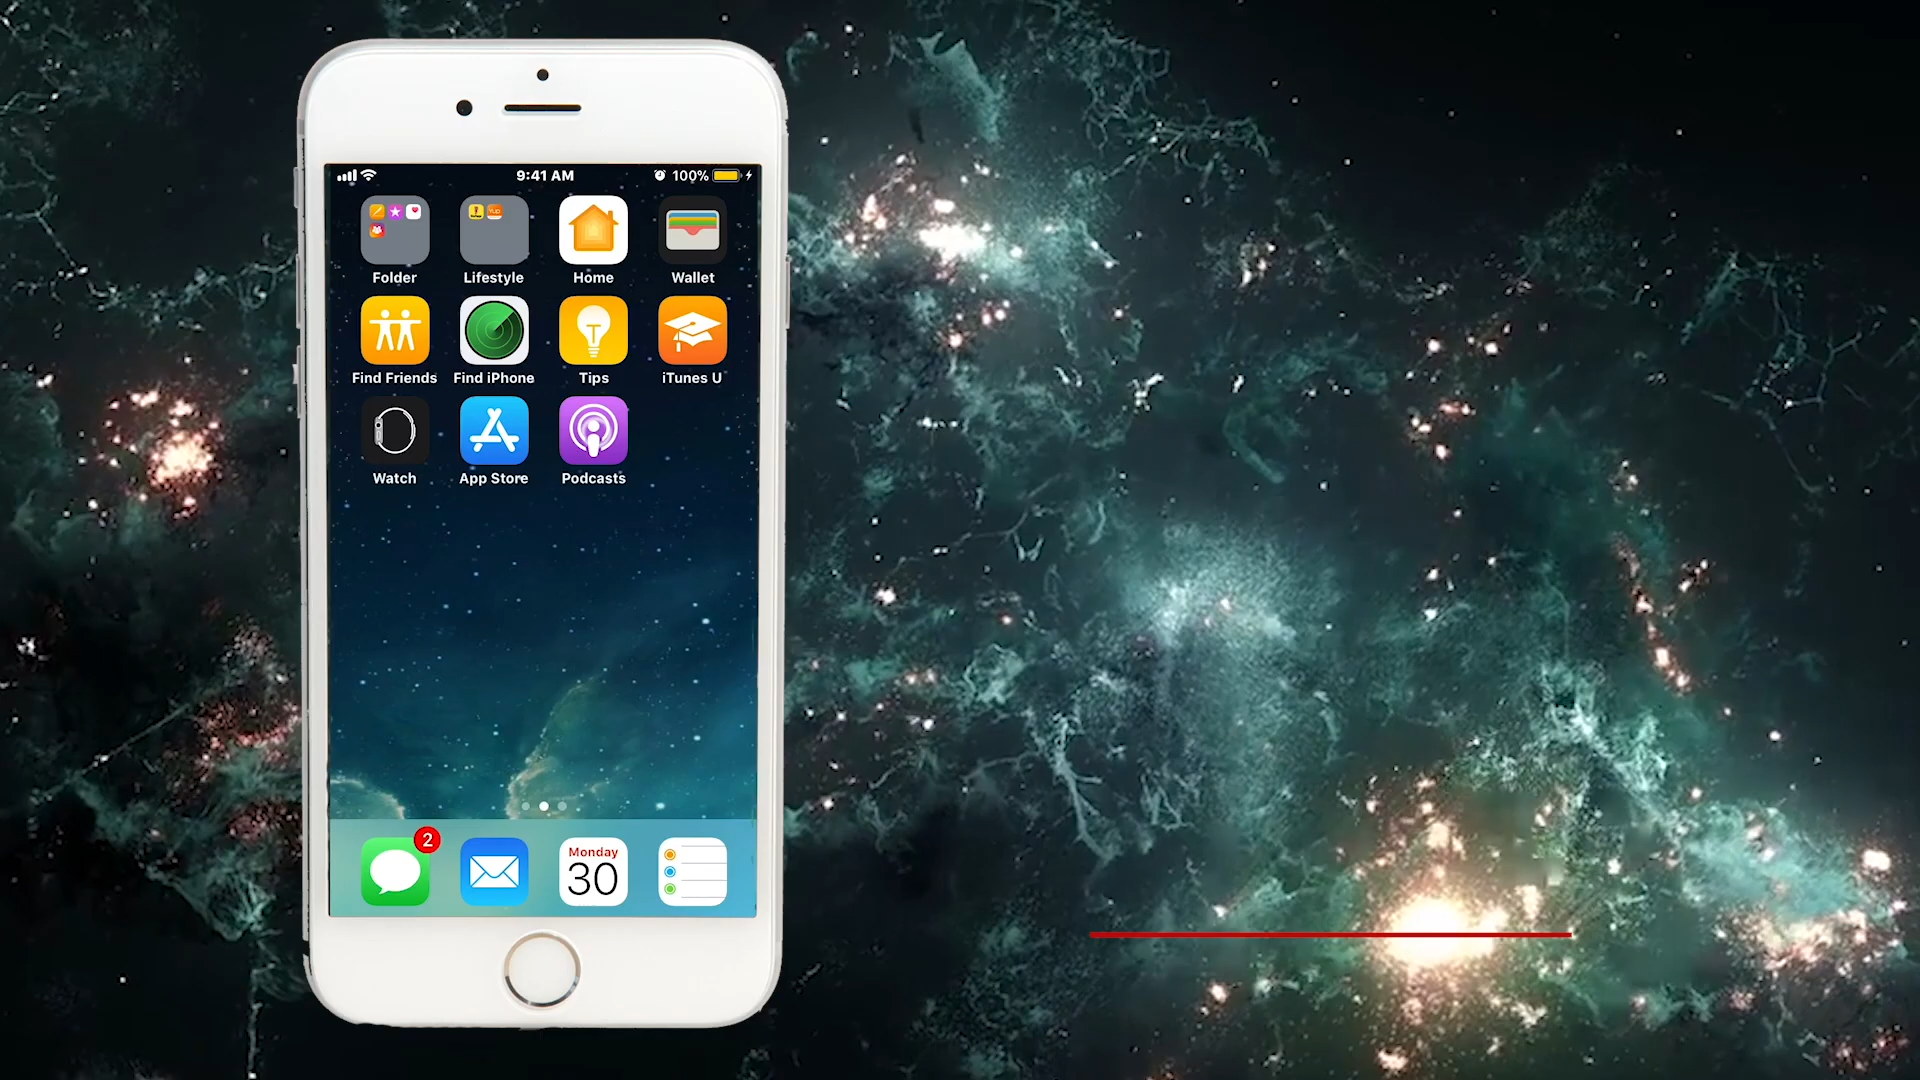 9:41 AM 100%
Folder Lifestyle Home Wallet
Find Friends Find iPhone Tips iTunes U
Watch App Store Podcasts
2
Monday
30